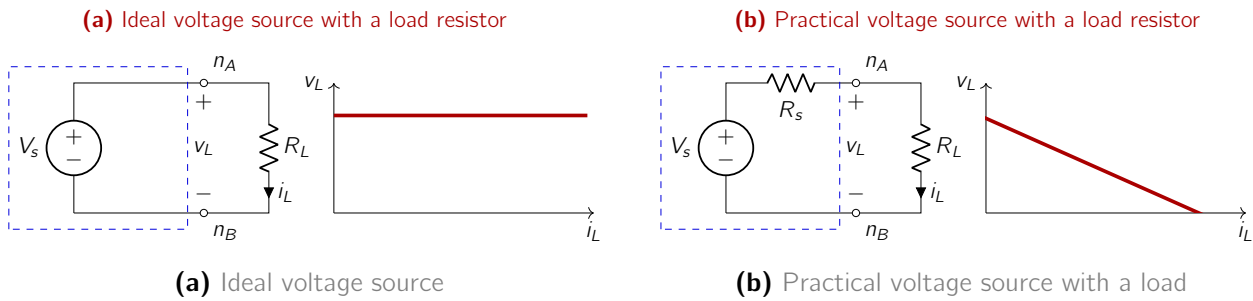 (a) Ideal voltage source with a load resistor
(b) Practical voltage source with a load resistor
n_A
V_s
+
−
+
v_L
−
R_L
i_L
n_B
v_L
i_L
R_s
n_A
V_s
+
−
+
v_L
−
R_L
i_L
n_B
v_L
i_L
(a) Ideal voltage source
(b) Practical voltage source with a load